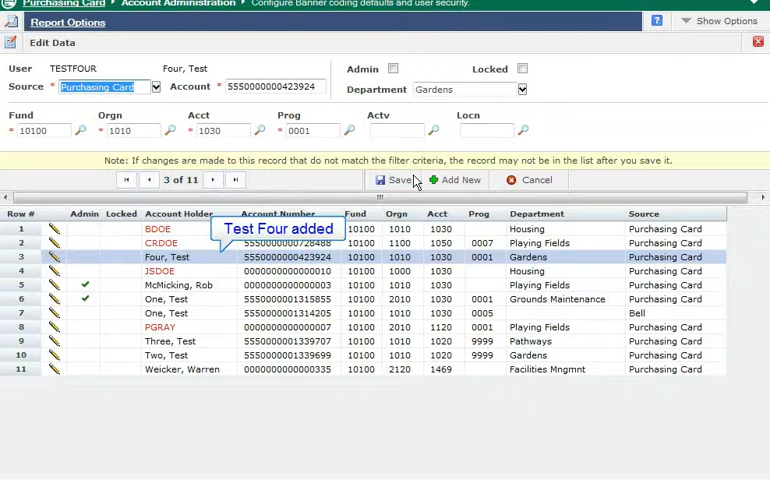 Purchasing Card Account Administration Configure Banner coding defaults and user security.
Report Options ? Show Options
Edit Data
User TESTFOUR Four, Test Admin Locked
Source * Purchasing Card Account * 5550000000423924 Department Gardens
Fund Orgn Acct Prog Actv Locn
* 10100 * 1010 * 1030 * 0001
Note: If changes are made to this record that do not match the filter criteria, the record may not be in the list after you save it.
3 of 11 Save Add New Cancel
Row # Admin Locked Account Holder Account Number Fund Orgn Acct Prog Department Source
1 BDOE 10100 1010 1030 Housing Purchasing Card
Test Four added
2 CRDOE 5550000000728488 10100 1100 1050 0007 Playing Fields Purchasing Card
3 Four, Test 5550000000423924 10100 1010 1030 0001 Gardens Purchasing Card
4 JSDOE 0000000000000010 10100 1000 1030 Housing Purchasing Card
5 McMicking, Rob 0000000000000000 10100 1010 1030 Playing Fields Purchasing Card
6 One, Test 5550000001315855 10100 2010 1030 0001 Grounds Maintenance Purchasing Card
7 One, Test 5550000001314205 10100 1010 1030 0005 Bell
8 PGRAY 0000000000000007 10100 2010 1120 0001 Playing Fields Purchasing Card
9 Three, Test 5550000001339707 10100 1010 1020 9999 Pathways Purchasing Card
10 Two, Test 5550000001339699 10100 1010 1020 9999 Gardens Purchasing Card
11 Weicker, Warren 0000000000000335 10100 2120 1469 Facilities Mngmnt Purchasing Card